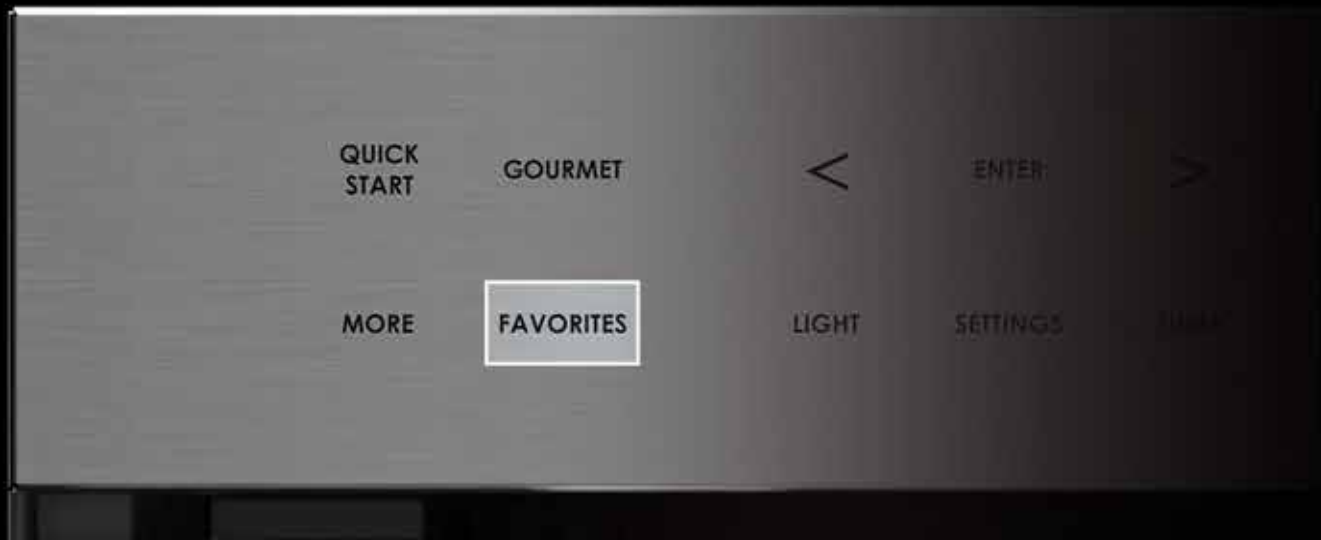 QUICK
START
GOURMET
<
ENTER
>
MORE
FAVORITES
LIGHT
SETTINGS